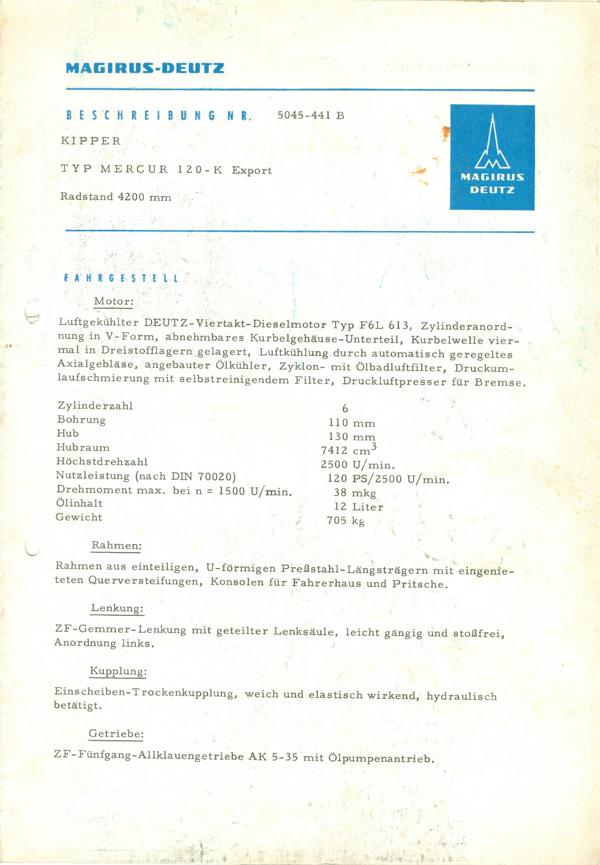 MAGIRUS-DEUTZ
BESCHREIBUNG NR. 5045-441 B
KIPPER
TYP MERCUR 120-K Export
Radstand 4200 mm
MAGIRUS
DEUTZ
FAHRGESTELL
Motor:
Luftgekühlter DEUTZ-Viertakt-Dieselmotor Typ F6L 613, Zylinderanord-
nung in V-Form, abnehmbares Kurbelgehäuse-Unterteil, Kurbelwelle vier-
mal in Dreistofflagern gelagert, Luftkühlung durch automatisch geregeltes
Axialgebläse, angebauter Ölkühler, Zyklon- mit Ölbadluftfilter, Druckum-
laufschmierung mit selbstreinigendem Filter, Druckluftpresser für Bremse.
Zylinderzahl 6
Bohrung 110 mm
Hub 130 mm
Hubraum 7412 cm³
Höchstdrehzahl 2500 U/min.
Nutzleistung (nach DIN 70020) 120 PS/2500 U/min.
Drehmoment max. bei n = 1500 U/min. 38 mkg
Ölinhalt 12 Liter
Gewicht 705 kg
Rahmen:
Rahmen aus einteiligen, U-förmigen Preßstahl-Längsträgern mit eingenie-
teten Querversteifungen, Konsolen für Fahrerhaus und Pritsche.
Lenkung:
ZF-Gemmer-Lenkung mit geteilter Lenksäule, leicht gängig und stoßfrei,
Anordnung links.
Kupplung:
Einscheiben-Trockenkupplung, weich und elastisch wirkend, hydraulisch
betätigt.
Getriebe:
ZF-Fünfgang-Allklauengetriebe AK 5-35 mit Ölpumpenantrieb.